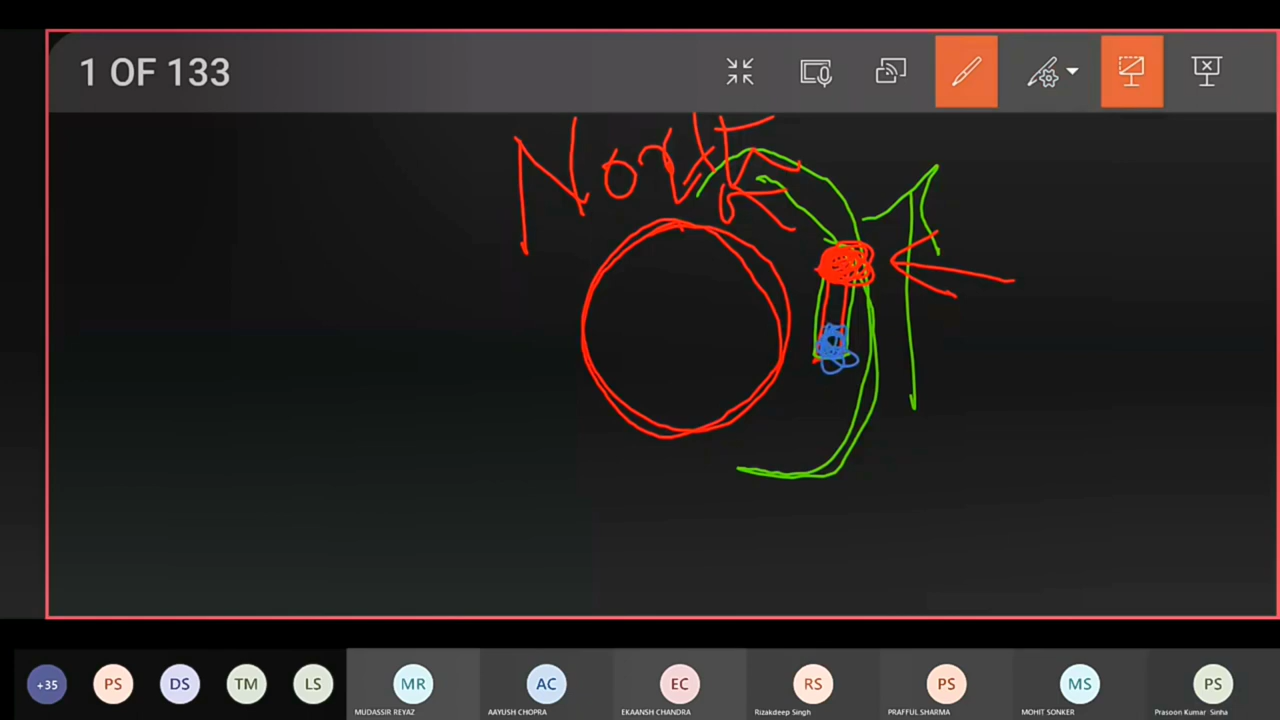 1 OF 133
North
+35
PS
DS
TM
LS
MR
AC
EC
RS
PS
MS
PS
MUDASSIR REYAZ
AAYUSH CHOPRA
EKAANSH CHANDRA
Rizakdeep Singh
PRAFFUL SHARMA
MOHIT SONKER
Prasoon Kumar Sinha